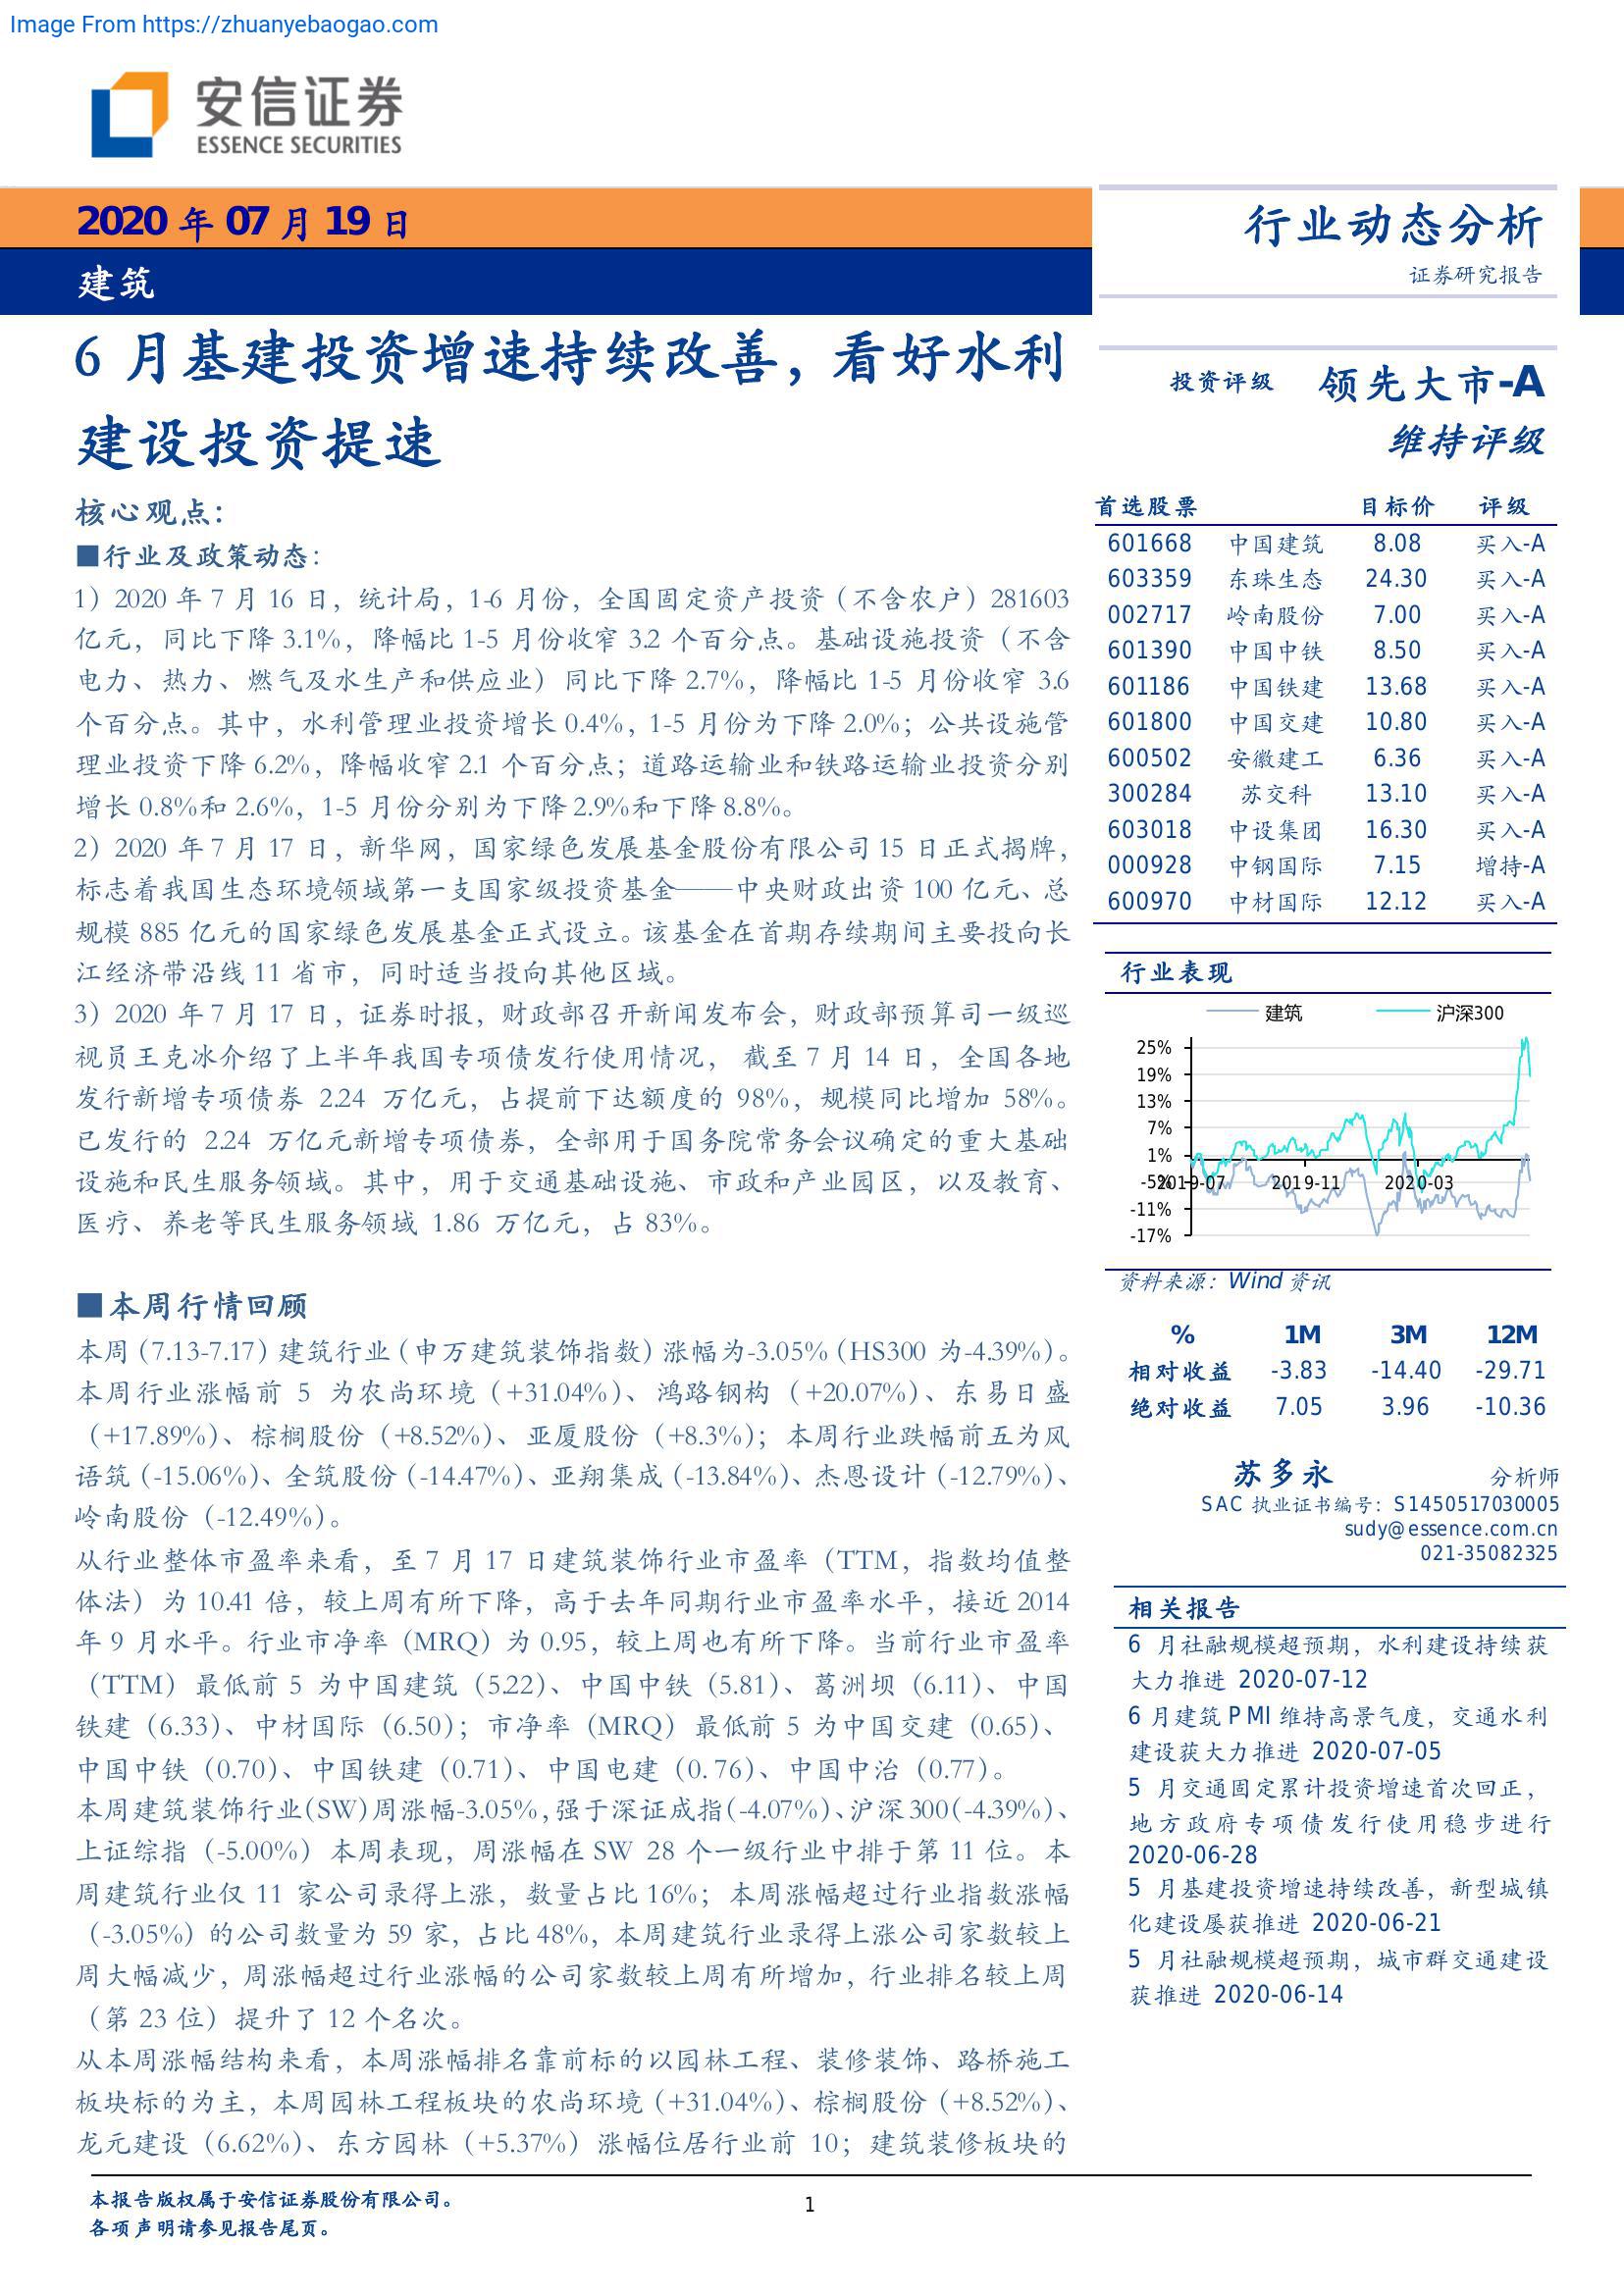 Image From https://zhuanyebaogao.com
安信证券
ESSENCE SECURITIES
2020 年 07 月 19 日
建筑
行业动态分析
证券研究报告
6 月基建投资增速持续改善，看好水利
建设投资提速
核心观点：
■行业及政策动态：
1）2020 年 7 月 16 日，统计局，1-6 月份，全国固定资产投资（不含农户）281603
亿元，同比下降 3.1%，降幅比 1-5 月份收窄 3.2 个百分点。基础设施投资（不含
电力、热力、燃气及水生产和供应业）同比下降 2.7%，降幅比 1-5 月份收窄 3.6
个百分点。其中，水利管理业投资增长 0.4%，1-5 月份为下降 2.0%；公共设施管
理业投资下降 6.2%，降幅收窄 2.1 个百分点；道路运输业和铁路运输业投资分别
增长 0.8%和 2.6%，1-5 月份分别为下降 2.9%和下降 8.8%。
2）2020 年 7 月 17 日，新华网，国家绿色发展基金股份有限公司 15 日正式揭牌，
标志着我国生态环境领域第一支国家级投资基金——中央财政出资 100 亿元、总
规模 885 亿元的国家绿色发展基金正式设立。该基金在首期存续期间主要投向长
江经济带沿线 11 省市，同时适当投向其他区域。
3）2020 年 7 月 17 日，证券时报，财政部召开新闻发布会，财政部预算司一级巡
视员王克冰介绍了上半年我国专项债发行使用情况， 截至 7 月 14 日，全国各地
发行新增专项债券 2.24 万亿元，占提前下达额度的 98%，规模同比增加 58%。
已发行的 2.24 万亿元新增专项债券，全部用于国务院常务会议确定的重大基础
设施和民生服务领域。其中，用于交通基础设施、市政和产业园区，以及教育、
医疗、养老等民生服务领域 1.86 万亿元，占 83%。
■本周行情回顾
本周（7.13-7.17）建筑行业（申万建筑装饰指数）涨幅为-3.05%（HS300 为-4.39%）。
本周行业涨幅前 5 为农尚环境（+31.04%）、鸿路钢构（+20.07%）、东易日盛
（+17.89%）、棕榈股份（+8.52%）、亚厦股份（+8.3%）；本周行业跌幅前五为风
语筑（-15.06%）、全筑股份（-14.47%）、亚翔集成（-13.84%）、杰恩设计（-12.79%）、
岭南股份（-12.49%）。
从行业整体市盈率来看，至 7 月 17 日建筑装饰行业市盈率（TTM，指数均值整
体法）为 10.41 倍，较上周有所下降，高于去年同期行业市盈率水平，接近 2014
年 9 月水平。行业市净率（MRQ）为 0.95，较上周也有所下降。当前行业市盈率
（TTM）最低前 5 为中国建筑（5.22）、中国中铁（5.81）、葛洲坝（6.11）、中国
铁建（6.33）、中材国际（6.50）；市净率（MRQ）最低前 5 为中国交建（0.65）、
中国中铁（0.70）、中国铁建（0.71）、中国电建（0.76）、中国中冶（0.77）。
本周建筑装饰行业(SW)周涨幅-3.05%，强于深证成指(-4.07%)、沪深 300(-4.39%)、
上证综指（-5.00%）本周表现，周涨幅在 SW 28 个一级行业中排于第 11 位。本
周建筑行业仅 11 家公司录得上涨，数量占比 16%；本周涨幅超过行业指数涨幅
（-3.05%）的公司数量为 59 家，占比 48%，本周建筑行业录得上涨公司家数较上
周大幅减少，周涨幅超过行业涨幅的公司家数较上周有所增加，行业排名较上周
（第 23 位）提升了 12 个名次。
从本周涨幅结构来看，本周涨幅排名靠前标的以园林工程、装修装饰、路桥施工
板块标的为主，本周园林工程板块的农尚环境（+31.04%）、棕榈股份（+8.52%）、
龙元建设（6.62%）、东方园林（+5.37%）涨幅位居行业前 10；建筑装修板块的
投资评级 领先大市-A
维持评级
首选股票 目标价 评级
601668 中国建筑 8.08 买入-A
603359 东珠生态 24.30 买入-A
002717 岭南股份 7.00 买入-A
601390 中国中铁 8.50 买入-A
601186 中国铁建 13.68 买入-A
601800 中国交建 10.80 买入-A
600502 安徽建工 6.36 买入-A
300284 苏交科 13.10 买入-A
603018 中设集团 16.30 买入-A
000928 中钢国际 7.15 增持-A
600970 中材国际 12.12 买入-A
行业表现
建筑 沪深300
25%
19%
13%
7%
1%
-5%
2019-07 2019-11 2020-03
-11%
-17%
资料来源：Wind 资讯
% 1M 3M 12M
相对收益 -3.83 -14.40 -29.71
绝对收益 7.05 3.96 -10.36
苏多永 分析师
SAC 执业证书编号：S1450517030005
sudy@essence.com.cn
021-35082325
相关报告
6 月社融规模超预期，水利建设持续获
大力推进 2020-07-12
6 月建筑 PMI 维持高景气度，交通水利
建设获大力推进 2020-07-05
5 月交通固定累计投资增速首次回正，
地方政府专项债发行使用稳步进行
2020-06-28
5 月基建投资增速持续改善，新型城镇
化建设屡获推进 2020-06-21
5 月社融规模超预期，城市群交通建设
获推进 2020-06-14
本报告版权属于安信证券股份有限公司。
各项声明请参见报告尾页。
1